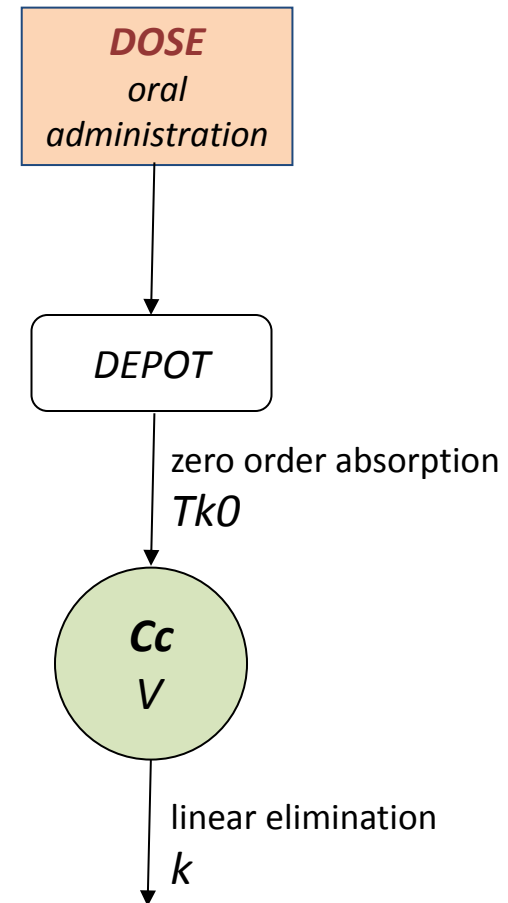 DOSE
oral
administration
DEPOT
zero order absorption
Tk0
Cc
V
linear elimination
k